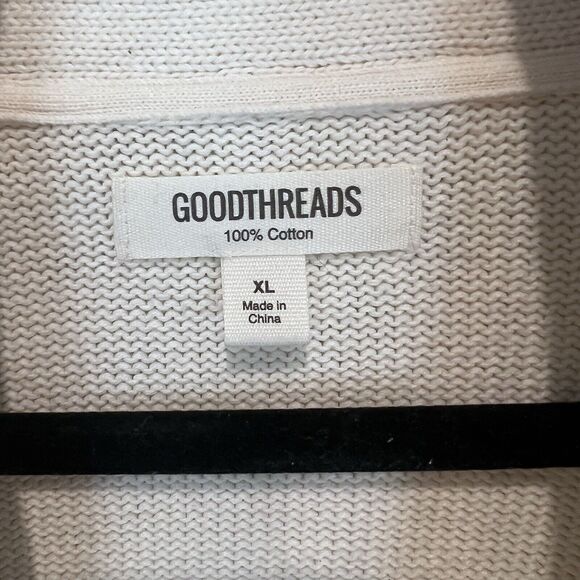 GOODTHREADS
100% Cotton
XL
Made in
China